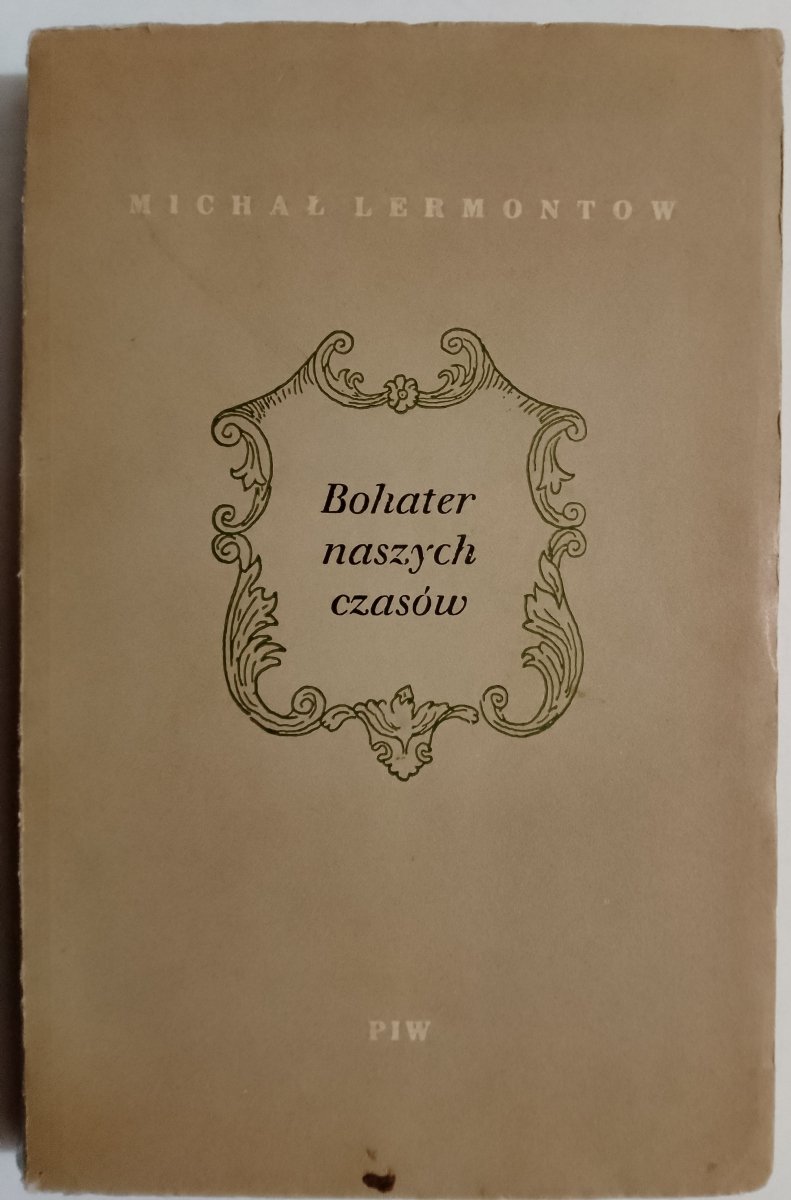 MICHAŁ LERMONTOW
Bohater
naszych
czasów
PIW